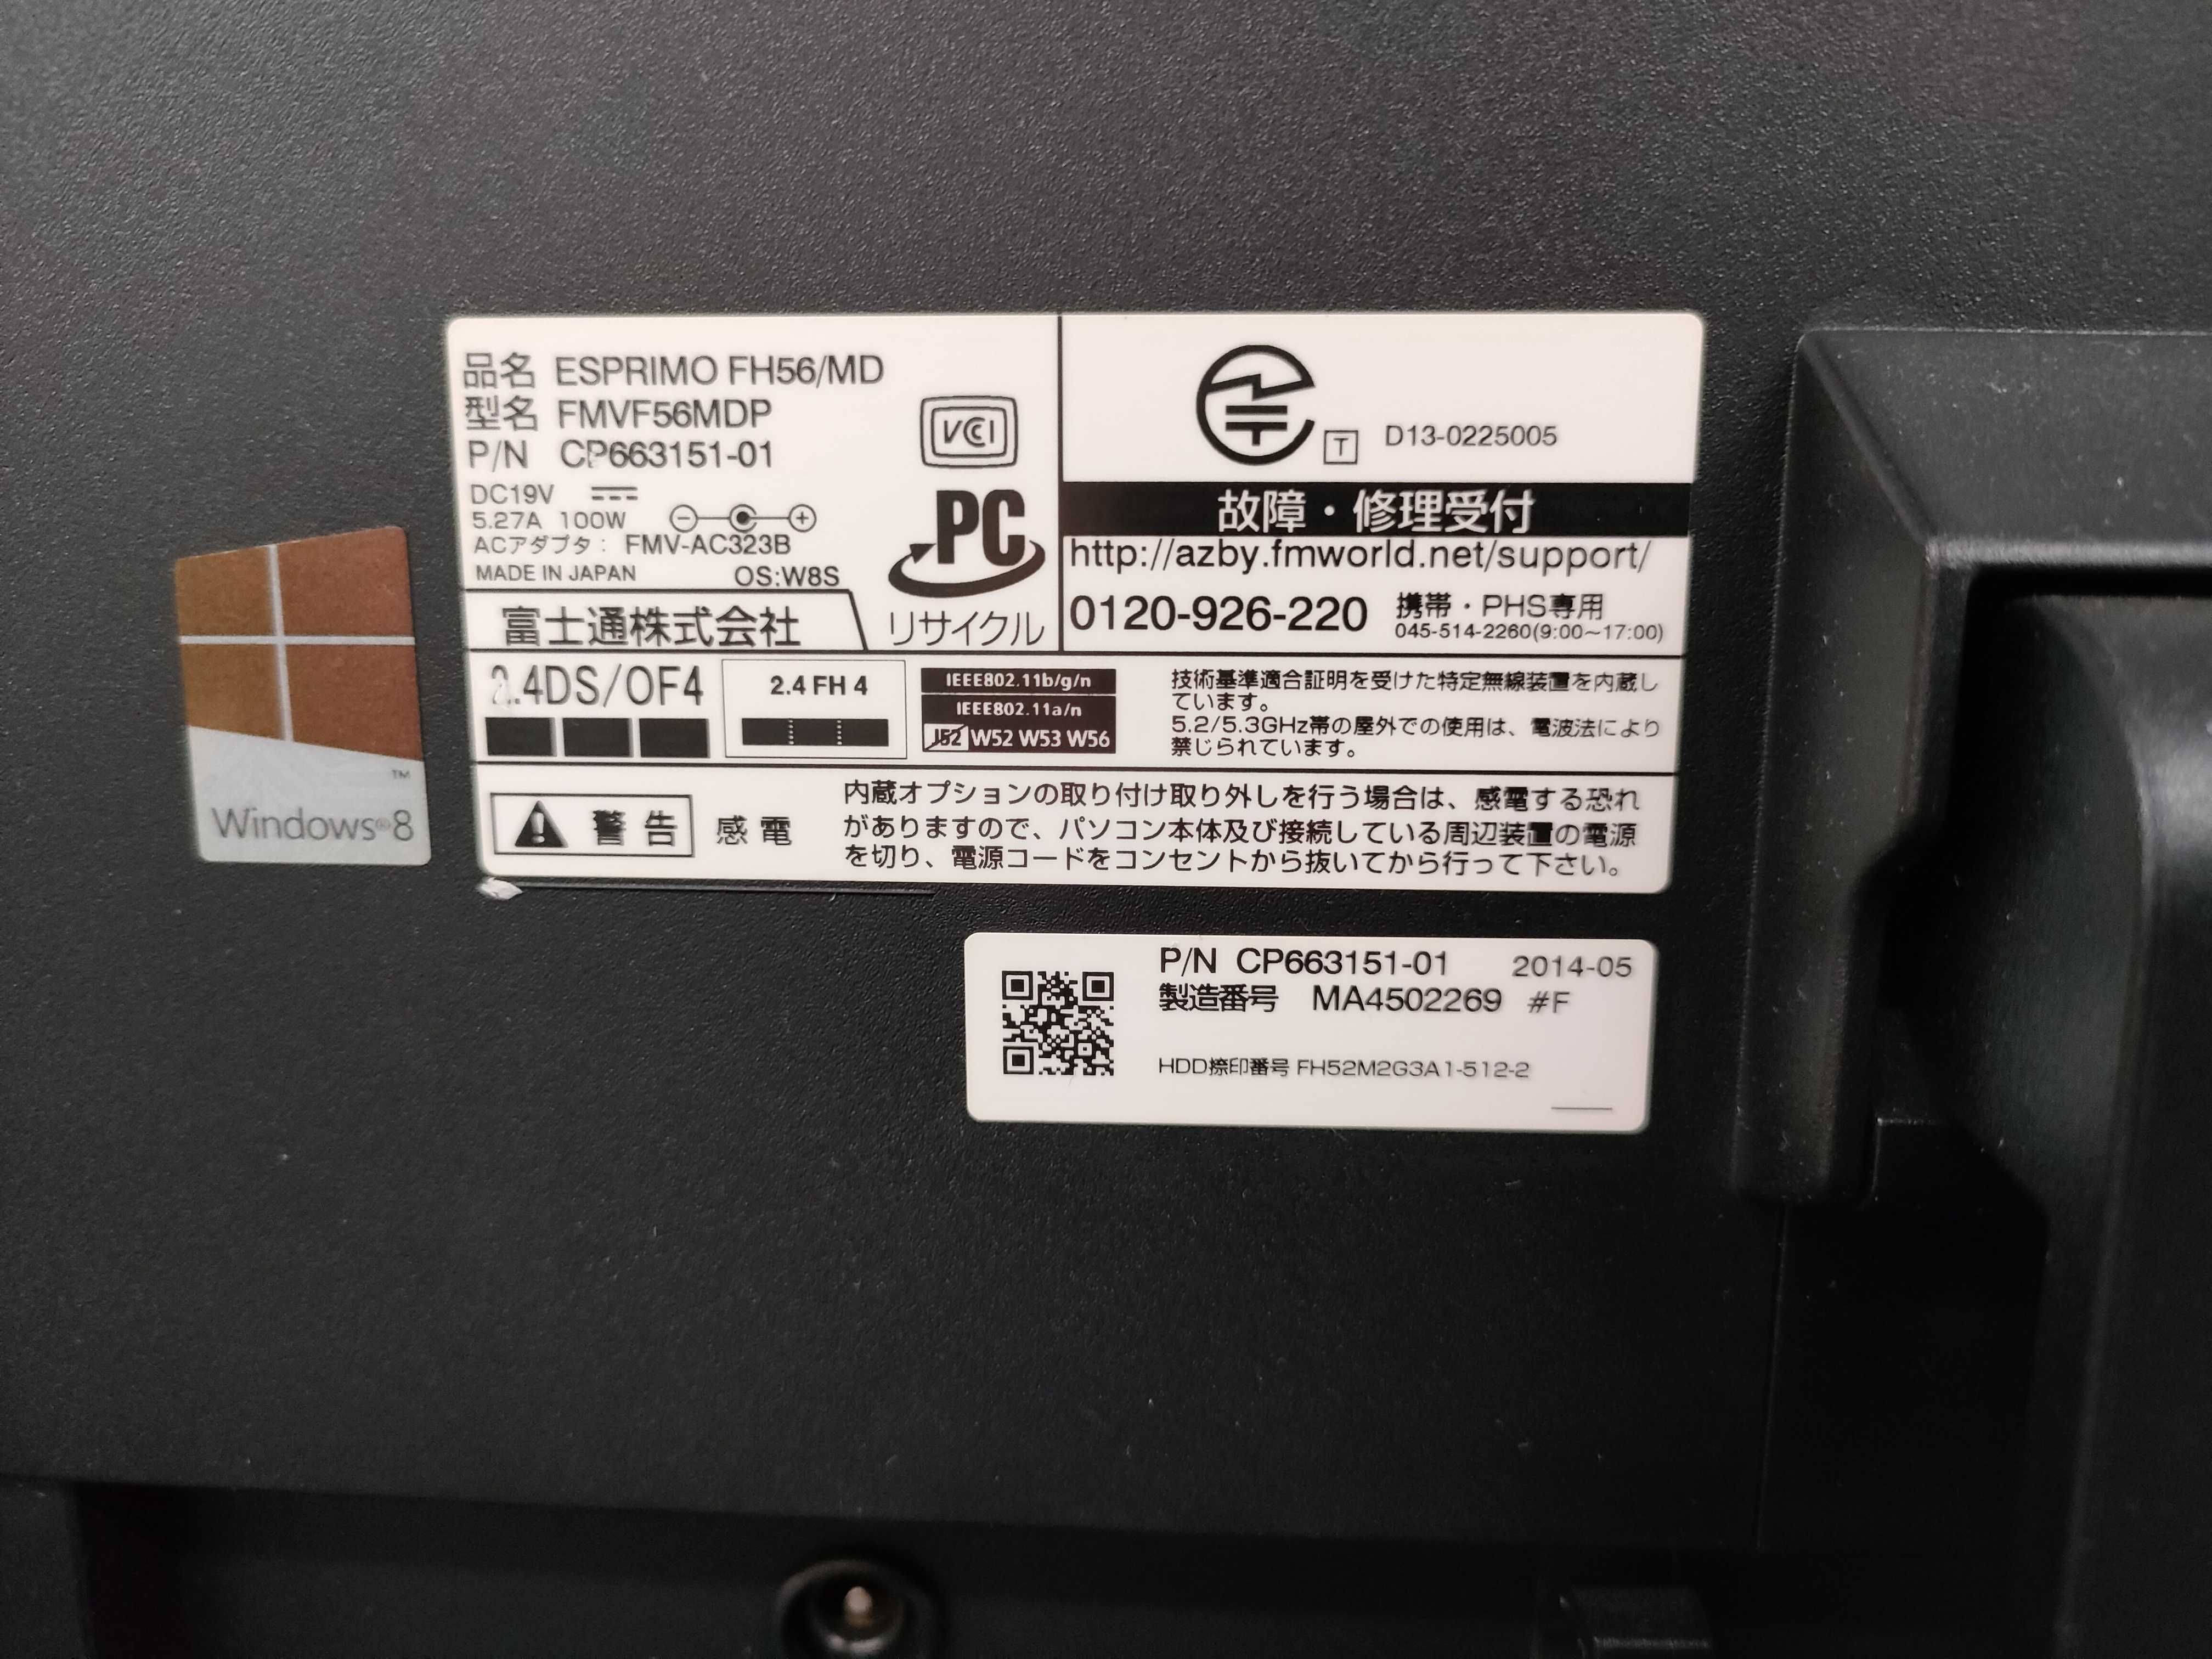 品名 ESPRIMO FH56/MD
型名 FMVF56MDP
P/N CP663151-01
DC19V
5.27A 100W
ACアダプタ： FMV-AC323B
MADE IN JAPAN OS:W8S
富士通株式会社
VCI
PC
リサイクル
T D13-0225005
故障・修理受付
http://azby.fmworld.net/support/
0120-926-220 携帯・PHS専用
045-514-2260(9:00~17:00)
2.4DS/OF4
2.4 FH 4
IEEE802.11b/g/n
IEEE802.11a/n
J52 W52 W53 W56
技術基準適合証明を受けた特定無線装置を内蔵し
ています。
5.2/5.3GHz帯の屋外での使用は、電波法により
禁じられています。
警告 感電
内蔵オプションの取り付け取り外しを行う場合は、感電する恐れ
がありますので、パソコン本体及び接続している周辺装置の電源
を切り、電源コードをコンセントから抜いてから行って下さい。
TM
Windows®8
P/N CP663151-01 2014-05
製造番号 MA4502269 #F
HDD捺印番号 FH52M2G3A1-512-2